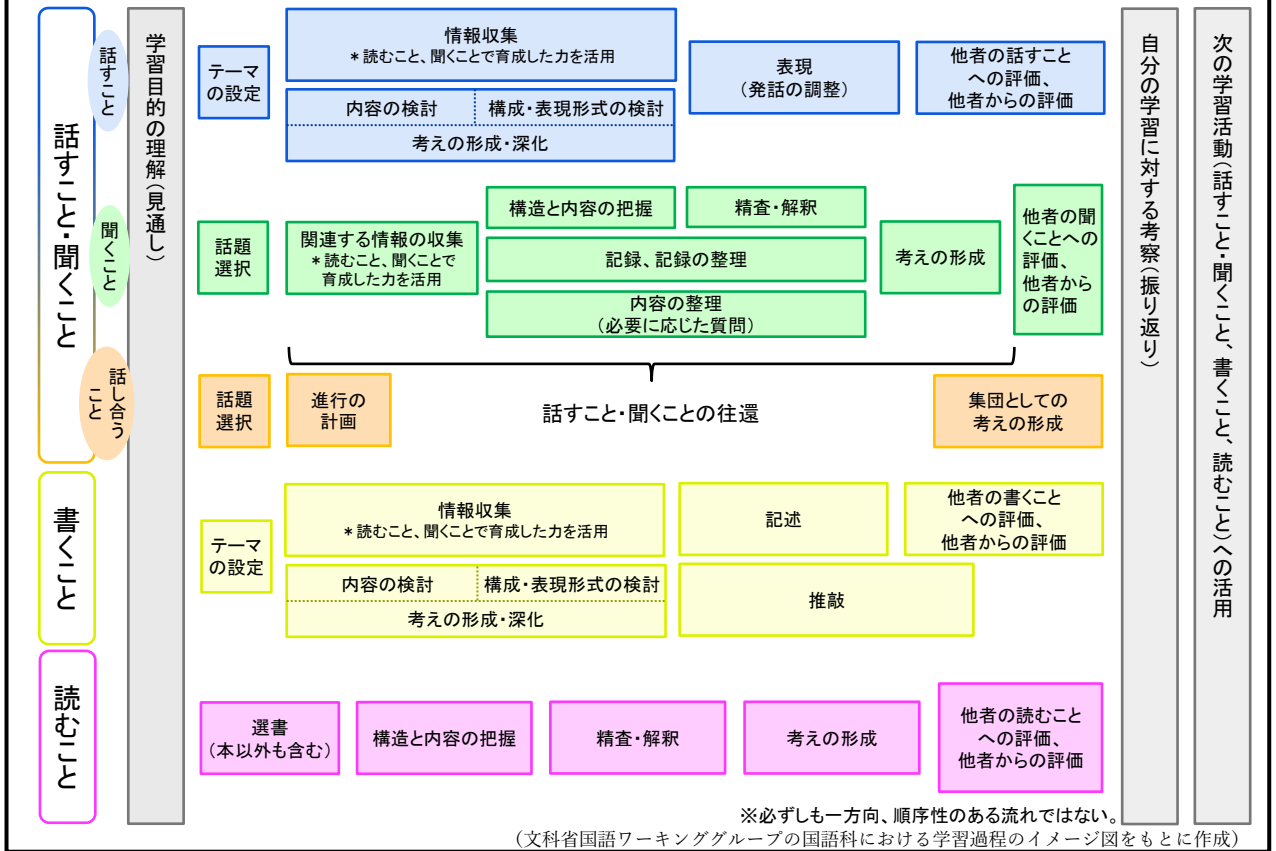 話すこと・聞くこと
話すこと
聞くこと
話し合う
こと
学習目的の理解(見通し)
テーマ
の設定
情報収集
*読むこと、聞くことで育成した力を活用
内容の検討
構成・表現形式の検討
考えの形成・深化
表現
(発話の調整)
他者の話すこと
への評価、
他者からの評価
話題
選択
関連する情報の収集
*読むこと、聞くことで
育成した力を活用
構造と内容の把握
精査・解釈
記録、記録の整理
内容の整理
(必要に応じた質問)
考えの形成
他者の聞
くことへの
評価、
他者から
の評価
話題
選択
進行の
計画
話すこと・聞くことの往還
集団としての
考えの形成
書くこと
テーマ
の設定
情報収集
*読むこと、聞くことで育成した力を活用
内容の検討
構成・表現形式の検討
考えの形成・深化
記述
推敲
他者の書くこと
への評価、
他者からの評価
読むこと
選書
(本以外も含む)
構造と内容の把握
精査・解釈
考えの形成
他者の読むこと
への評価、
他者からの評価
自分の学習に対する考察(振り返り)
次の学習活動(話すこと・聞くこと、書くこと、読むこと)への活用
※必ずしも一方向、順序性のある流れではない。
(文科省国語ワーキンググループの国語科における学習過程のイメージ図をもとに作成)